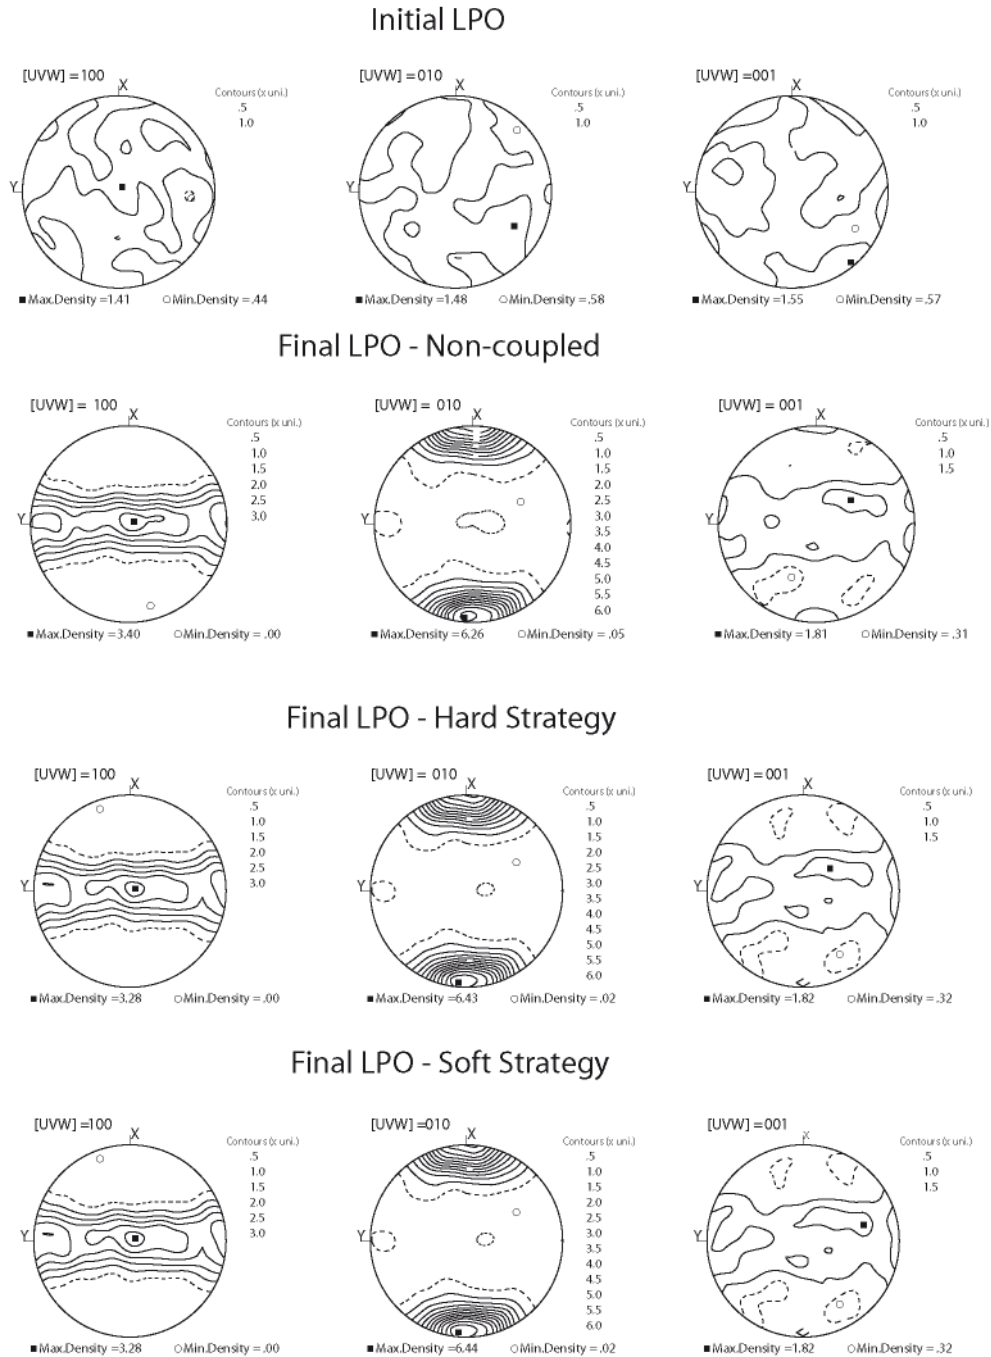 Initial LPO
[UVW] =100
[UVW] =010
[UVW] =001
X
X
X
Contours (x uni.)
.5
1.0
Contours (x uni.)
.5
1.0
Contours (x uni.)
.5
1.0
Y
Y
Y
■ Max.Density =1.41 ○ Min.Density = .44
■ Max.Density =1.48 ○ Min.Density = .58
■ Max.Density =1.55 ○ Min.Density = .57
Final LPO - Non-coupled
[UVW] = 100
[UVW] = 010
[UVW] = 001
X
X
X
Contours (x uni.)
.5
1.0
1.5
2.0
2.5
3.0
Contours (x uni.)
.5
1.0
1.5
2.0
2.5
3.0
3.5
4.0
4.5
5.0
5.5
6.0
Contours (x uni.)
.5
1.0
1.5
Y
Y
Y
■ Max.Density =3.40 ○ Min.Density = .00
■ Max.Density =6.26 ○ Min.Density = .05
■ Max.Density =1.81 ○ Min.Density = .31
Final LPO - Hard Strategy
[UVW] =100
[UVW] = 010
[UVW] =001
X
X
X
Contours (x uni.)
.5
1.0
1.5
2.0
2.5
3.0
Contours (x uni.)
.5
1.0
1.5
2.0
2.5
3.0
3.5
4.0
4.5
5.0
5.5
6.0
Contours (x uni.)
.5
1.0
1.5
Y
Y
Y
■ Max.Density =3.28 ○ Min.Density = .00
■ Max.Density =6.43 ○ Min.Density = .02
■ Max.Density =1.82 ○ Min.Density = .32
Final LPO - Soft Strategy
[UVW] =100
[UVW] =010
[UVW] =001
X
X
X
Contours (x uni.)
.5
1.0
1.5
2.0
2.5
3.0
Contours (x uni.)
.5
1.0
1.5
2.0
2.5
3.0
3.5
4.0
4.5
5.0
5.5
6.0
Contours (x uni.)
.5
1.0
1.5
Y
Y
Y
■ Max.Density =3.28 ○ Min.Density = .00
■ Max.Density =6.44 ○ Min.Density = .02
■ Max.Density =1.82 ○ Min.Density = .32